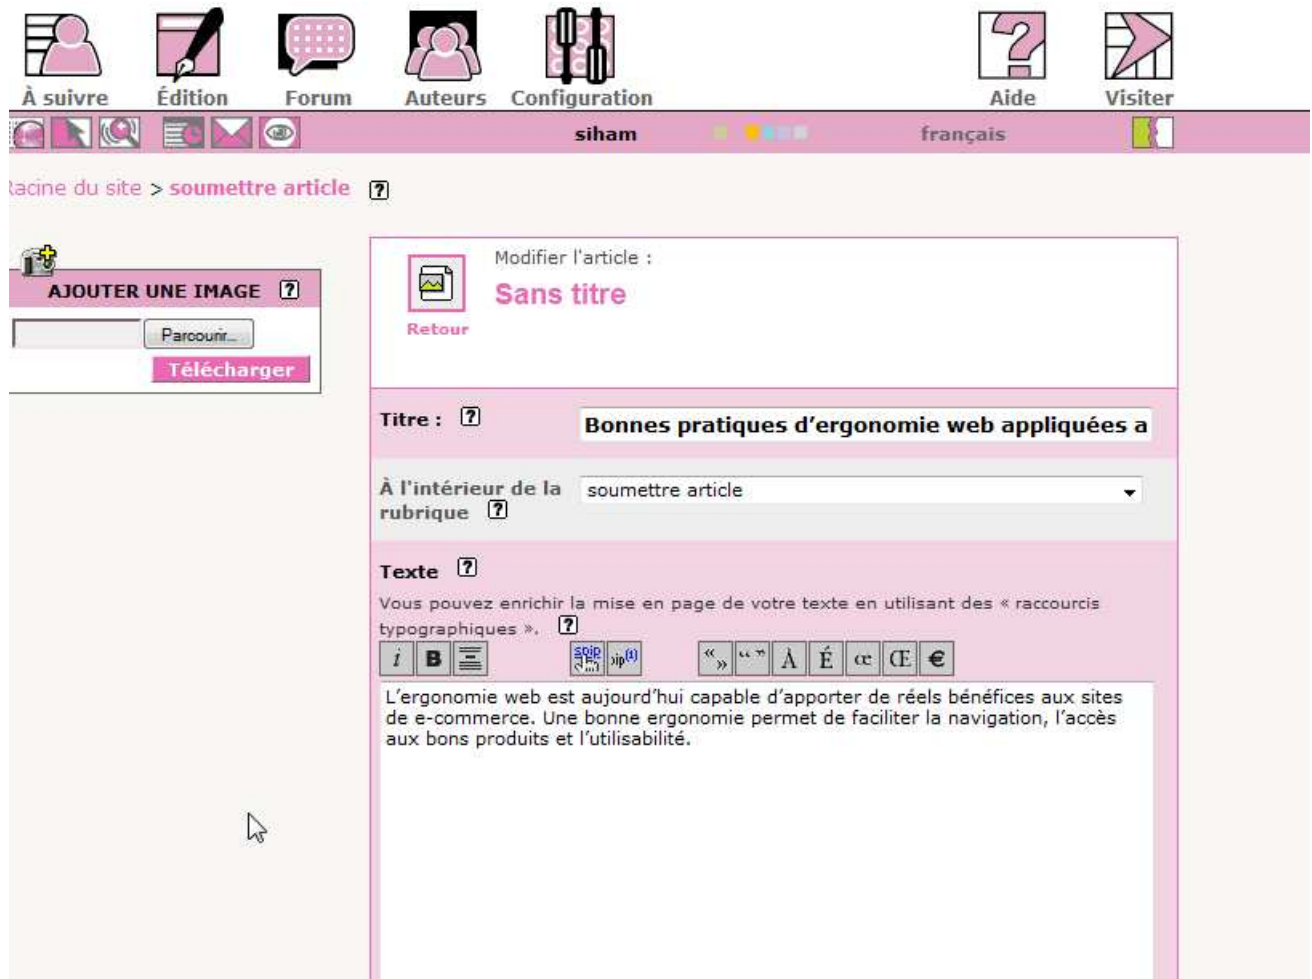 À suivre Édition Forum Auteurs Configuration Aide Visiter
siham français
Racine du site > soumettre article ?
AJOUTER UNE IMAGE ?
Parcourir...
Télécharger
Modifier l'article :
Sans titre
Retour
Titre : ? Bonnes pratiques d’ergonomie web appliquées a
À l'intérieur de la
rubrique ? soumettre article
Texte ?
Vous pouvez enrichir la mise en page de votre texte en utilisant des « raccourcis
typographiques ». ?
i B spip « » “ ” À É œ Œ €
L’ergonomie web est aujourd’hui capable d’apporter de réels bénéfices aux sites
de e-commerce. Une bonne ergonomie permet de faciliter la navigation, l’accès
aux bons produits et l’utilisabilité.